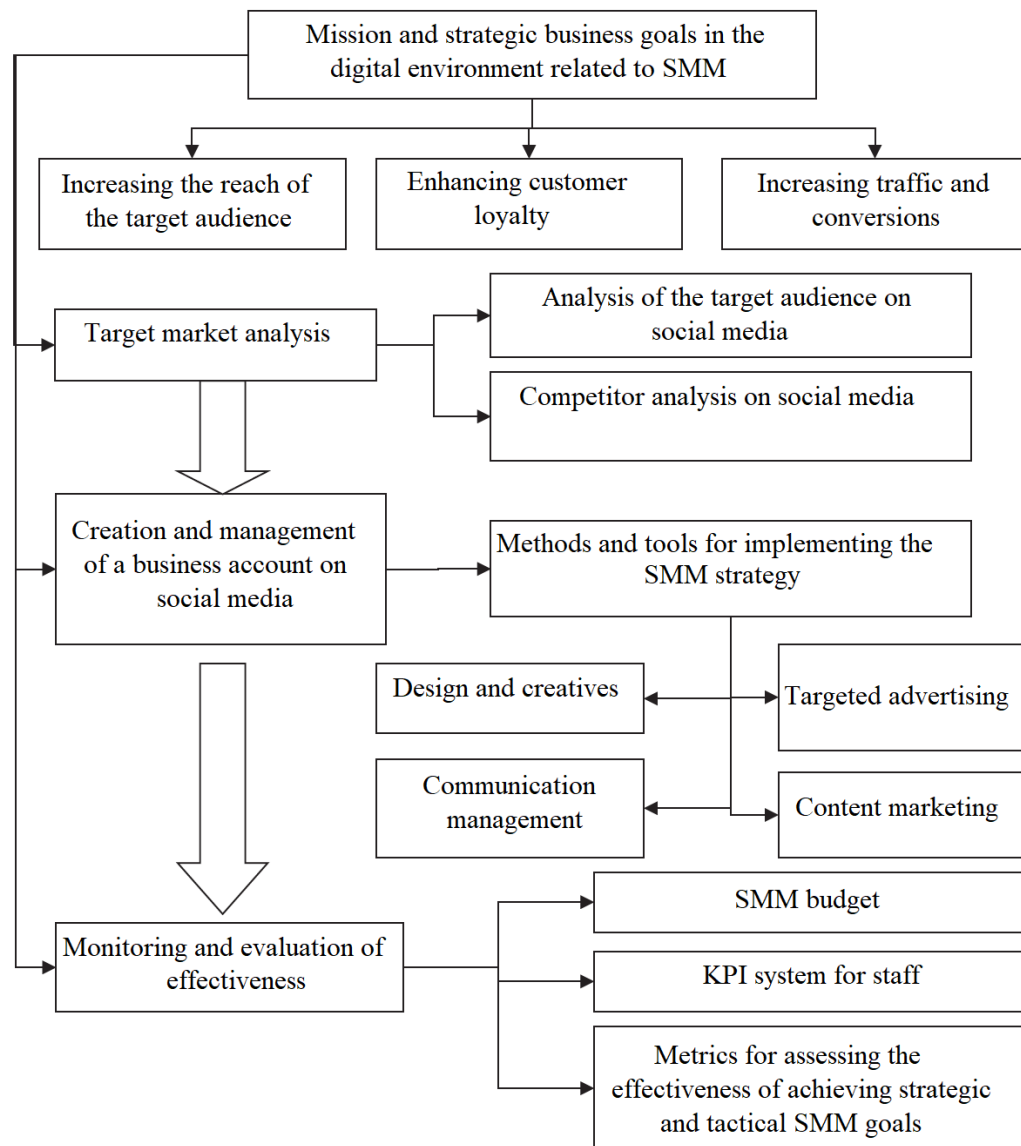 Mission and strategic business goals in the
digital environment related to SMM
Increasing the reach of
the target audience
Enhancing customer
loyalty
Increasing traffic and
conversions
Target market analysis
Analysis of the target audience on
social media
Competitor analysis on social media
Creation and management
of a business account on
social media
Methods and tools for implementing the
SMM strategy
Design and creatives
Targeted advertising
Communication
management
Content marketing
Monitoring and evaluation of
effectiveness
SMM budget
KPI system for staff
Metrics for assessing the
effectiveness of achieving strategic
and tactical SMM goals